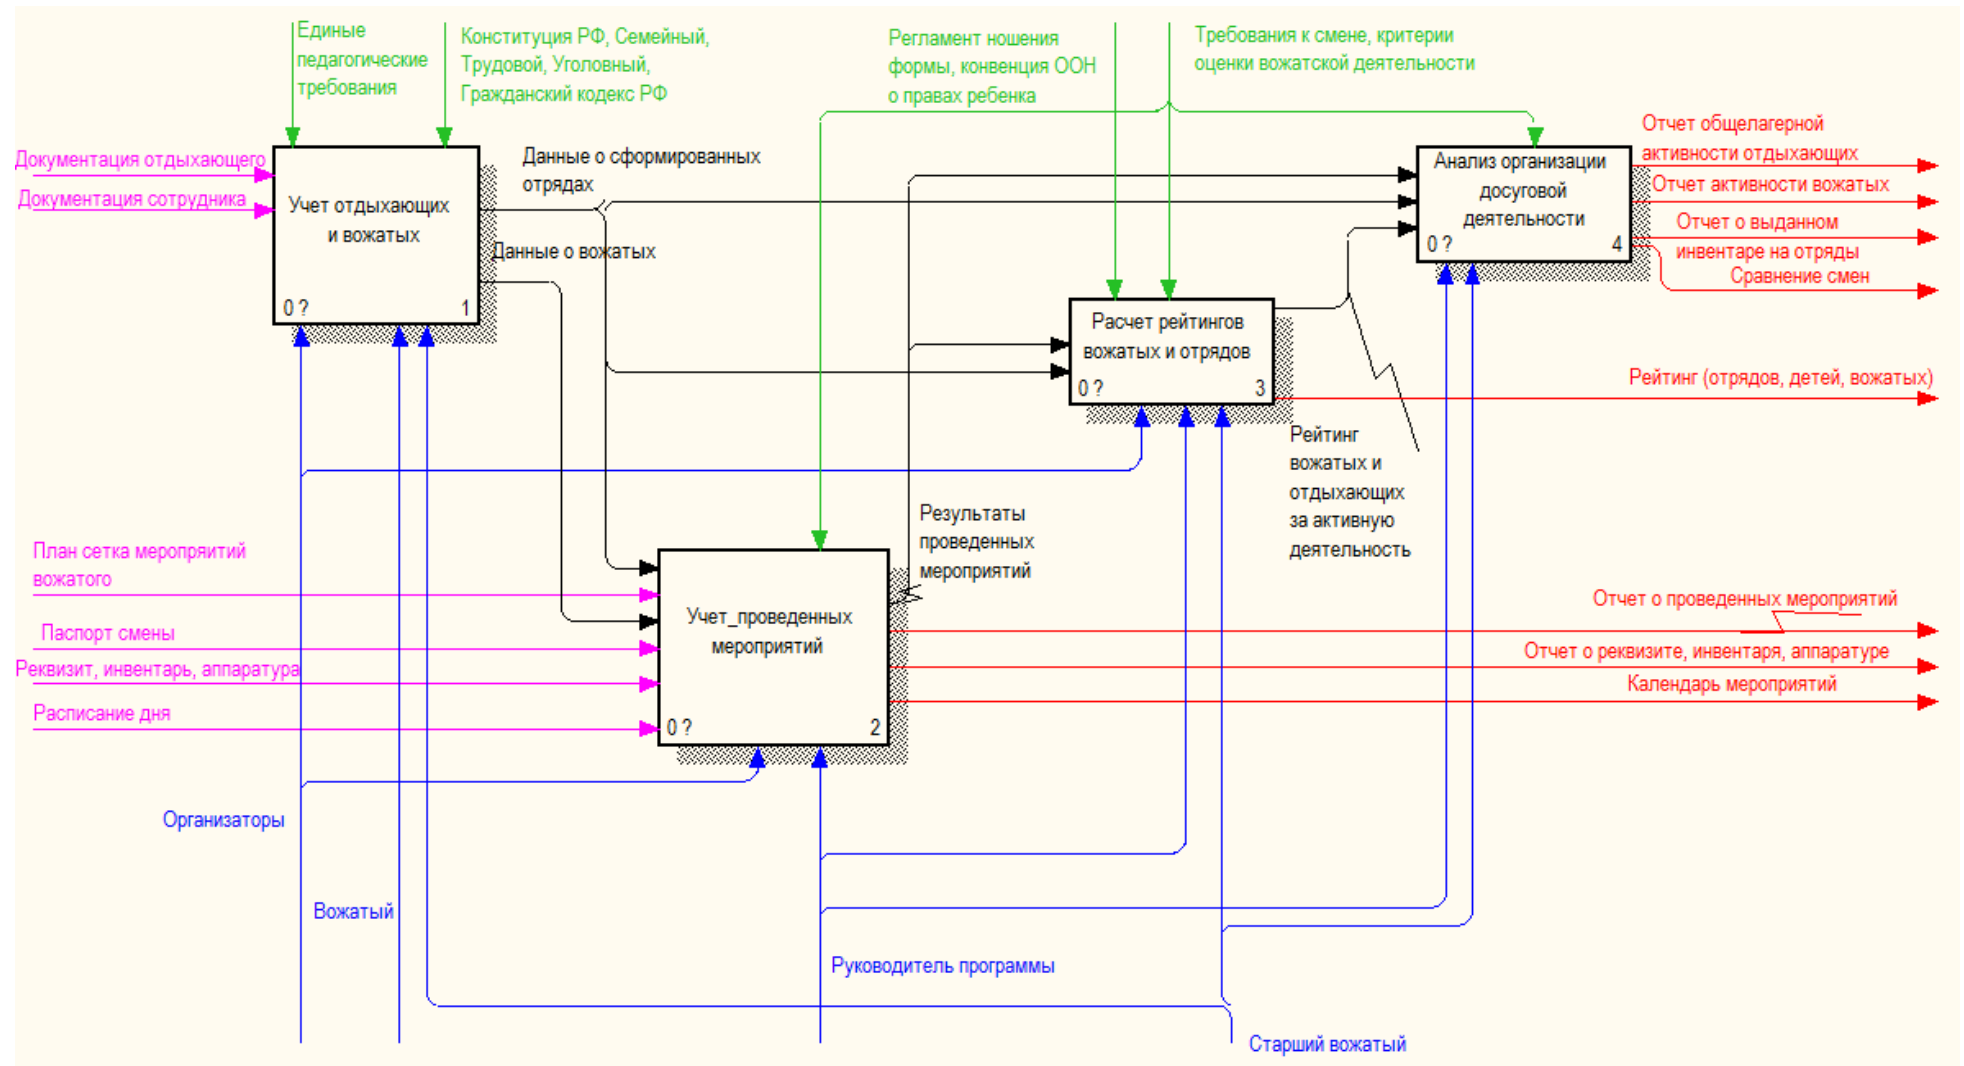 Единые
педагогические
требования
Конституция РФ, Семейный,
Трудовой, Уголовный,
Гражданский кодекс РФ
Регламент ношения
формы, конвенция ООН
о правах ребенка
Требования к смене, критерии
оценки вожатской деятельности
Документация отдыхающего
Документация сотрудника
Учет отдыхающих
и вожатых
0 ?
1
Данные о сформированных
отрядах
Данные о вожатых
Анализ организации
досуговой
деятельности
0 ?
4
Отчет общелагерной
активности отдыхающих
Отчет активности вожатых
Отчет о выданном
инвентаре на отряды
Сравнение смен
Расчет рейтингов
вожатых и отрядов
0 ?
3
Рейтинг (отрядов, детей, вожатых)
Рейтинг
вожатых и
отдыхающих
за активную
деятельность
Результаты
проведенных
мероприятий
План сетка меропряитий
вожатого
Паспорт смены
Реквизит, инвентарь, аппаратура
Расписание дня
Учет_проведенных
мероприятий
0 ?
2
Отчет о проведенных мероприятий
Отчет о реквизите, инвентаря, аппаратуре
Календарь мероприятий
Организаторы
Вожатый
Руководитель программы
Старший вожатый